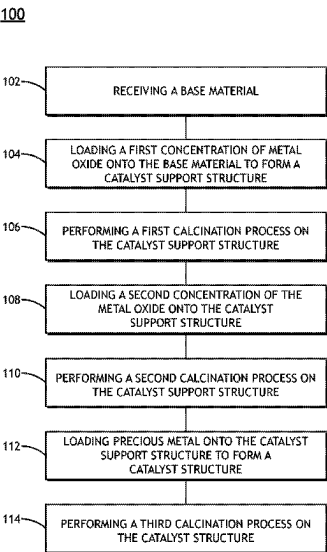 100
102
RECEIVING A BASE MATERIAL
104
LOADING A FIRST CONCENTRATION OF METAL
OXIDE ONTO THE BASE MATERIAL TO FORM A
CATALYST SUPPORT STRUCTURE
106
PERFORMING A FIRST CALCINATION PROCESS ON
THE CATALYST SUPPORT STRUCTURE
108
LOADING A SECOND CONCENTRATION OF THE
METAL OXIDE ONTO THE CATALYST
SUPPORT STRUCTURE
110
PERFORMING A SECOND CALCINATION PROCESS ON
THE CATALYST SUPPORT STRUCTURE
112
LOADING PRECIOUS METAL ONTO THE CATALYST
SUPPORT STRUCTURE TO FORM A
CATALYST STRUCTURE
114
PERFORMING A THIRD CALCINATION PROCESS ON
THE CATALYST STRUCTURE